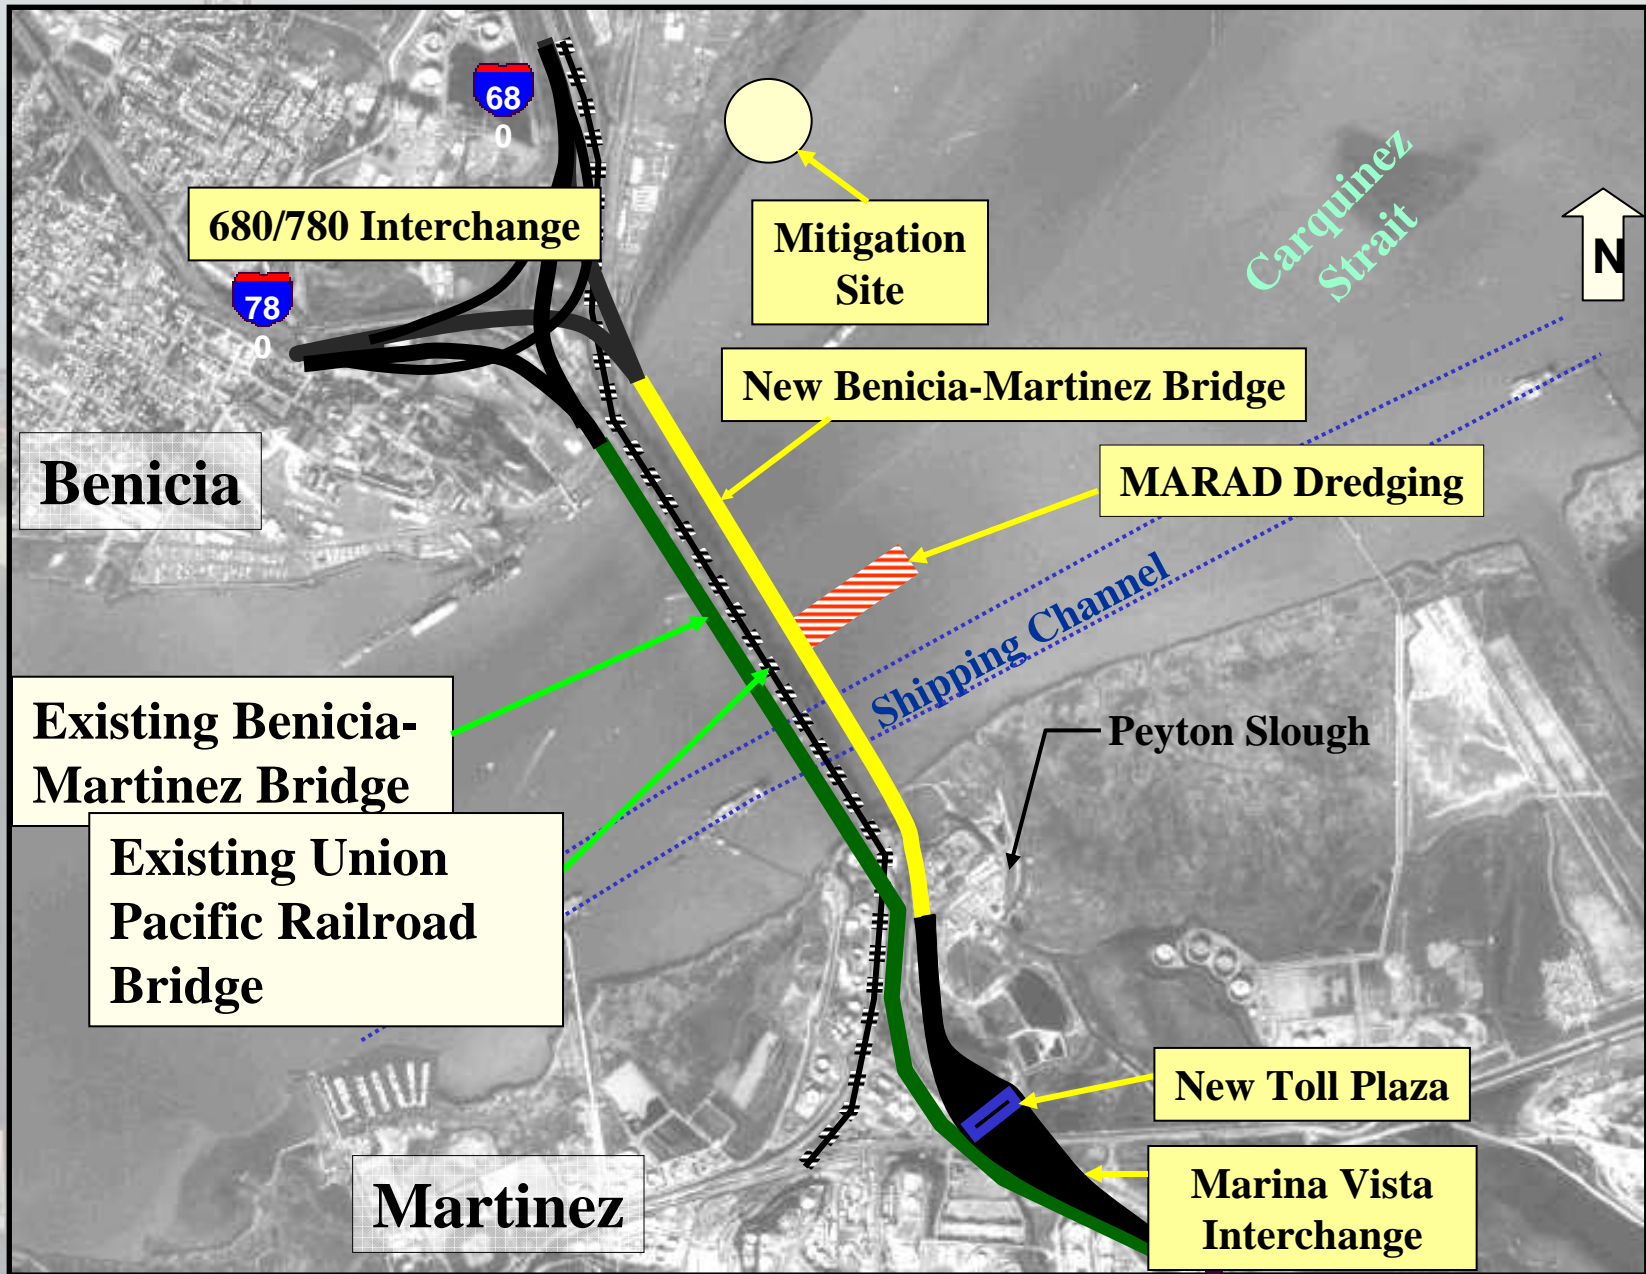 68
0
680/780 Interchange
78
0
Mitigation
Site
Carquinez
Strait
N
New Benicia-Martinez Bridge
Benicia
MARAD Dredging
Shipping Channel
Existing Benicia-
Martinez Bridge
Peyton Slough
Existing Union
Pacific Railroad
Bridge
New Toll Plaza
Martinez
Marina Vista
Interchange